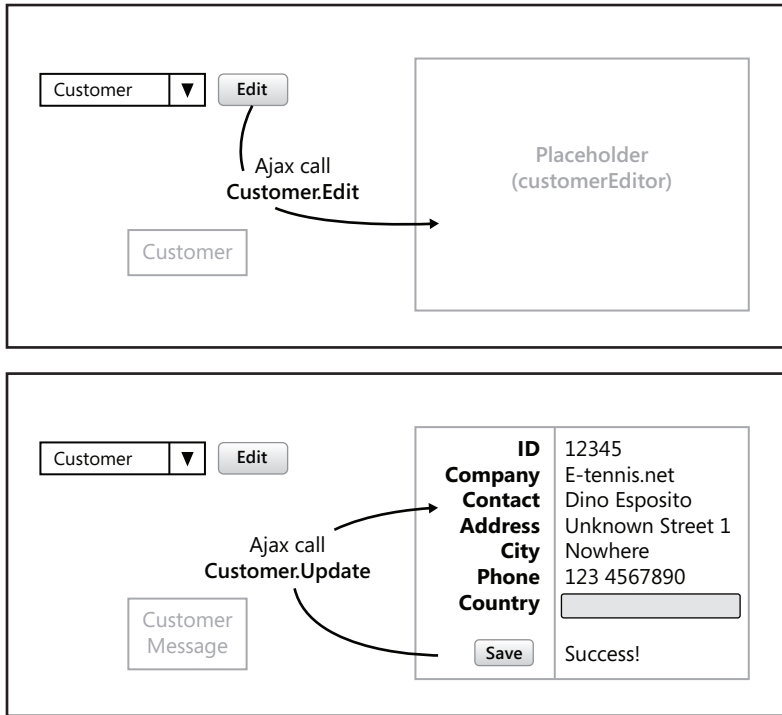 Customer ▼ Edit
Ajax call
Customer.Edit
Placeholder
(customerEditor)
Customer
Customer ▼ Edit
Ajax call
Customer.Update
Customer
Message
ID 12345
Company E-tennis.net
Contact Dino Esposito
Address Unknown Street 1
City Nowhere
Phone 123 4567890
Country
Save Success!